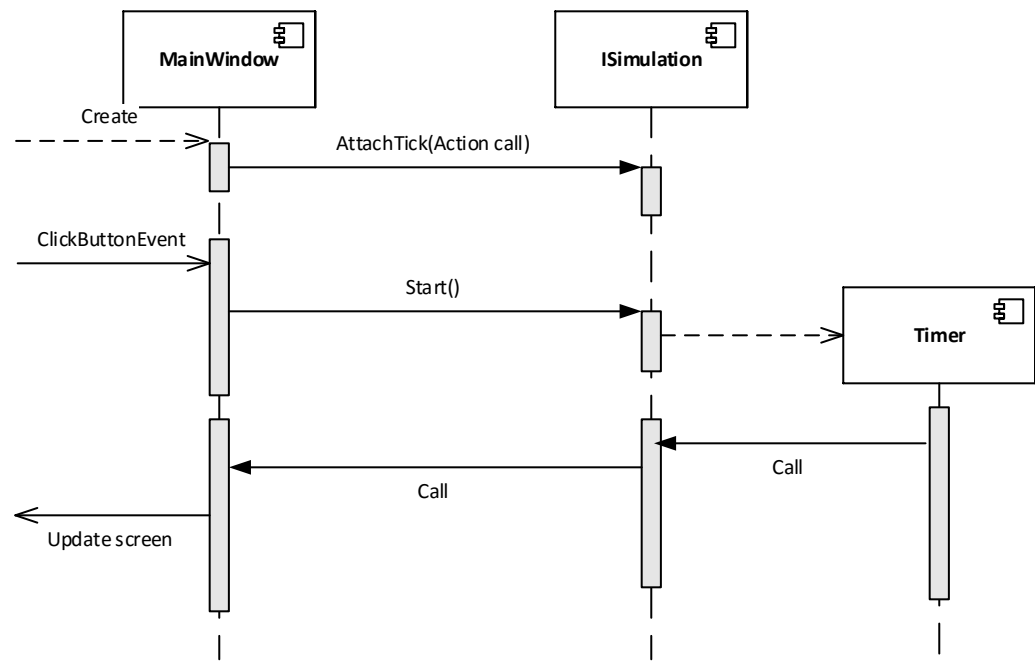 MainWindow
ISimulation
Create
AttachTick(Action call)
ClickButtonEvent
Start()
Timer
Call
Call
Update screen